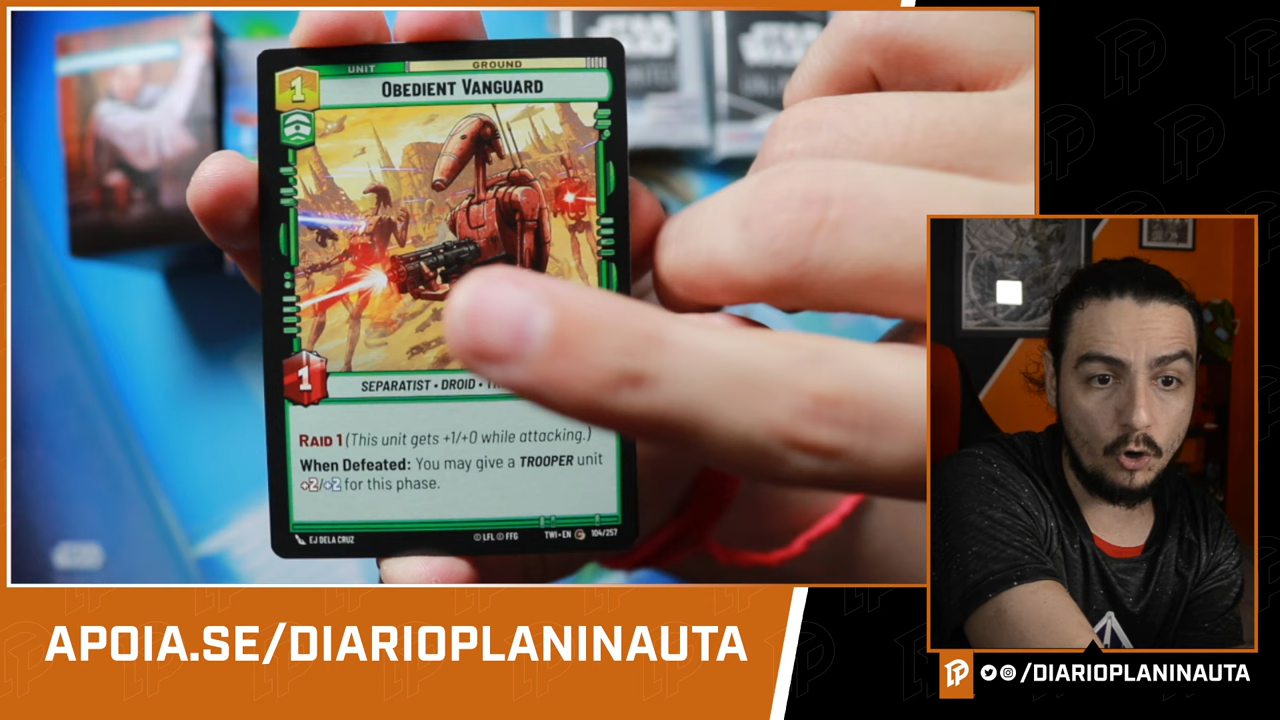 UNIT
GROUND
1
OBEDIENT VANGUARD
1
SEPARATIST • DROID •
RAID 1 (This unit gets +1/+0 while attacking.)
When Defeated: You may give a TROOPER unit
+2/+2 for this phase.
EJ DELA CRUZ
© LFL © FFG
TWI • EN C 104/257
APOIA.SE/DIARIOPLANINAUTA
/DIARIOPLANINAUTA